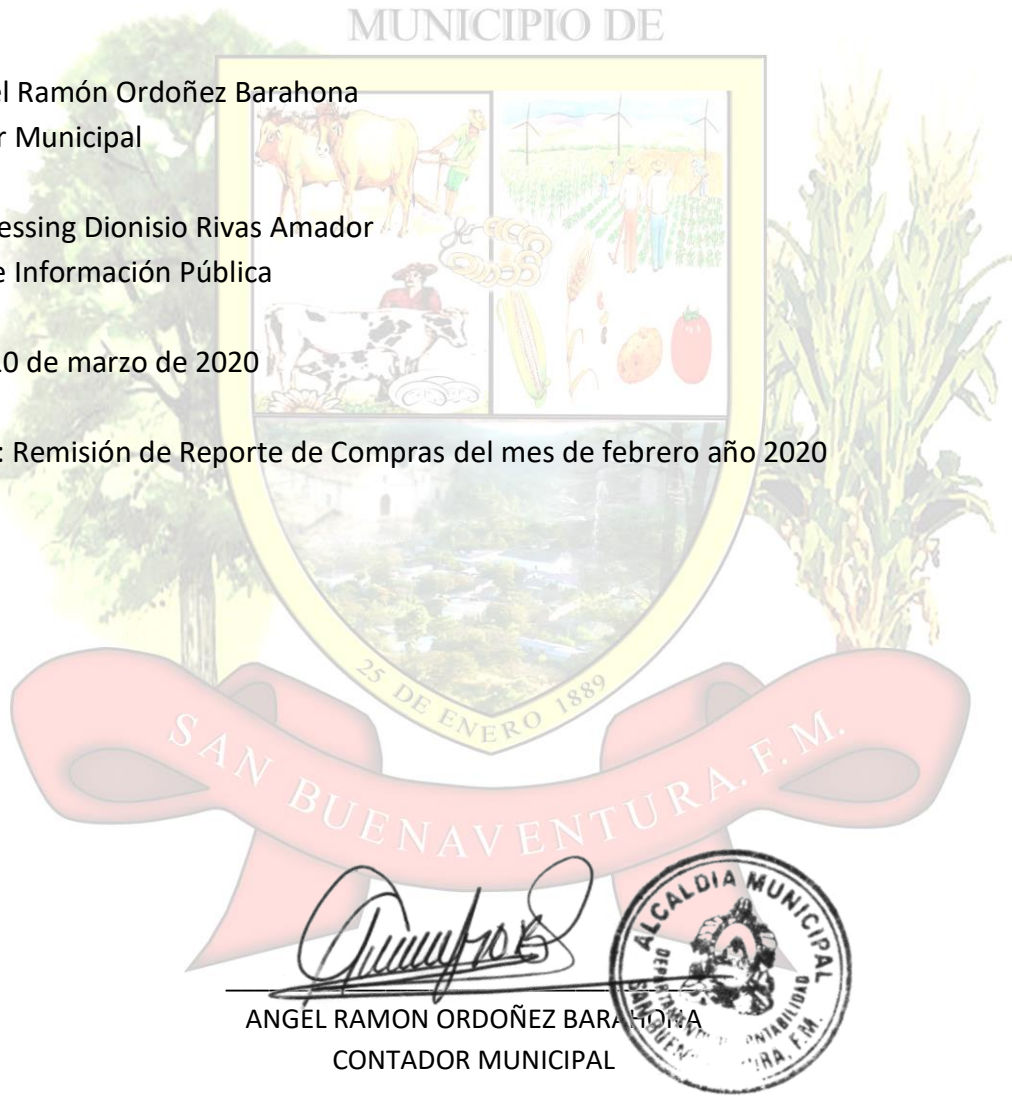 MUNICIPIO DE
el Ramón Ordoñez Barahona
r Municipal
essing Dionisio Rivas Amador
e Información Pública
10 de marzo de 2020
: Remisión de Reporte de Compras del mes de febrero año 2020
25 DE ENERO 1889
SAN BUENAVENTURA. F. M.
ALCALDIA MUNICIPAL
ANGEL RAMON ORDOÑEZ BARAHONA
CONTADOR MUNICIPAL